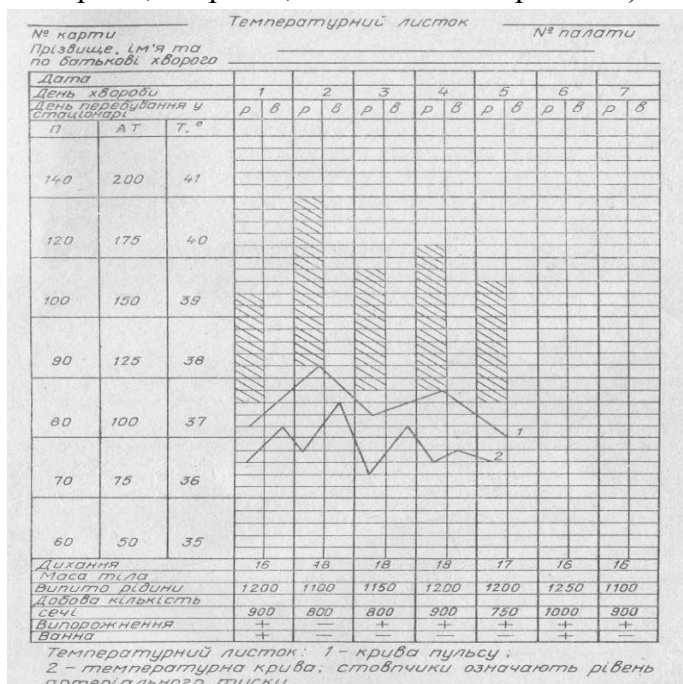 Температурний листок
№ карти № палати
Прізвище, ім'я та
по батькові хворого
Дата
День хвороби 1 2 3 4 5 6 7
День перебування у
стаціонарі р в р в р в р в р в р в р в
П АТ Т.°
140 200 41
120 175 40
100 150 39
90 125 38
80 100 37
1
2
70 75 36
60 50 35
Дихання 16 48 18 18 17 16 16
Маса тіла
Випито рідини 1200 1100 1150 1200 1200 1250 1100
Добова кількість
сечі 900 800 800 900 750 1000 900
Випорожнення + — + + + + +
Ванна + — — — — + —
Температурний листок: 1 – крива пульсу;
2 – температурна крива; стовпчики означають рівень